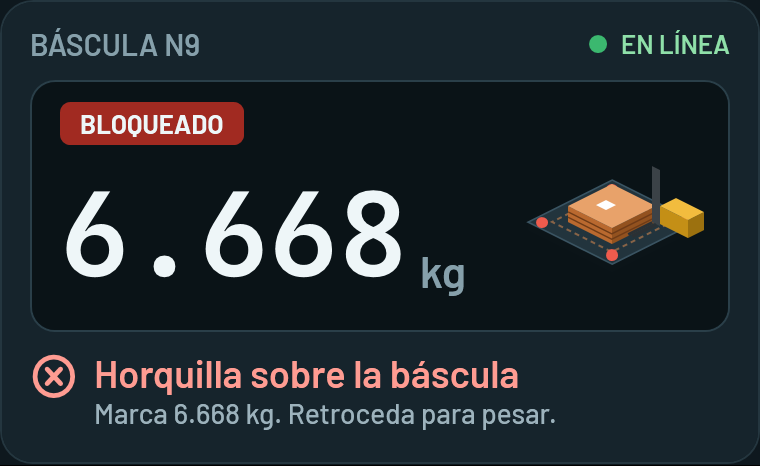 BÁSCULA N9
EN LÍNEA
BLOQUEADO
6.668 kg
Horquilla sobre la báscula
Marca 6.668 kg. Retroceda para pesar.